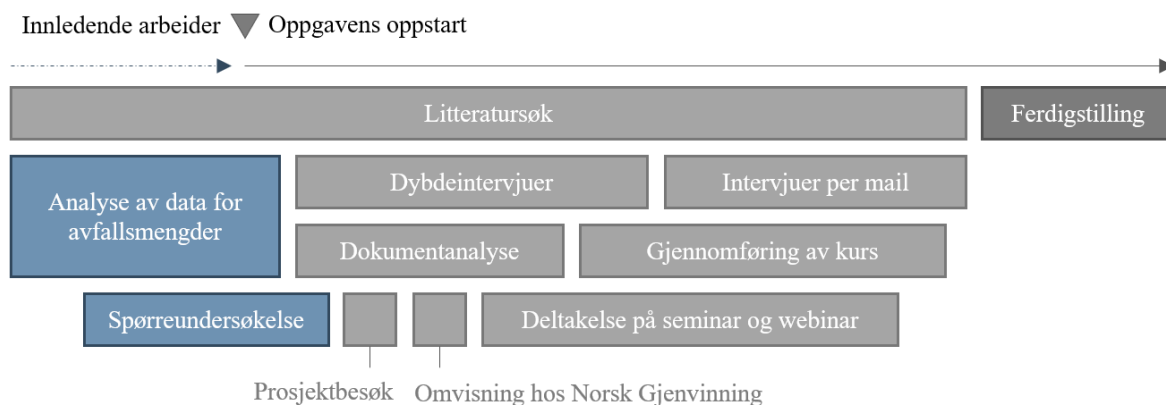 Innledende arbeider
Oppgavens oppstart
Litteratursøk
Ferdigstilling
Analyse av data for
avfallsmengder
Dybdeintervjuer
Intervjuer per mail
Dokumentanalyse
Gjennomføring av kurs
Spørreundersøkelse
Deltakelse på seminar og webinar
Prosjektbesøk
Omvisning hos Norsk Gjenvinning